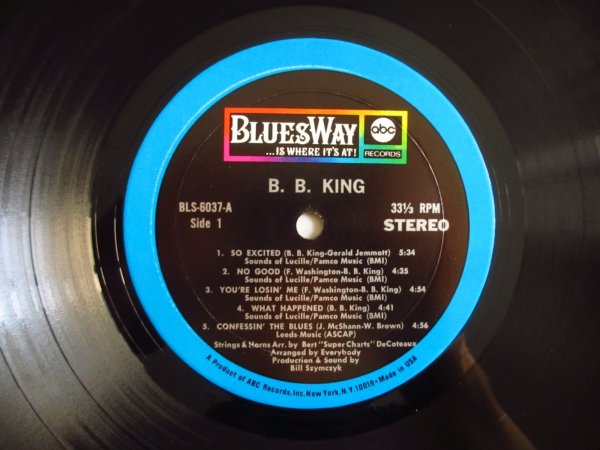 BLUESWAY
...IS WHERE IT'S AT!
abc
RECORDS
B. B. KING
BLS-6037-A
33⅓ RPM
Side 1
STEREO
1. SO EXCITED (B. B. King-Gerald Jemmott) 5:34
Sounds of Lucille/Pamco Music (BMI)
2. NO GOOD (F. Washington-B. B. King) 4:35
Sounds of Lucille/Pamco Music (BMI)
3. YOU'RE LOSIN' ME (F. Washington-B. B. King) 4:54
Sounds of Lucille/Pamco Music (BMI)
4. WHAT HAPPENED (B. B. King) 4:41
Sounds of Lucille/Pamco Music (BMI)
5. CONFESSIN' THE BLUES (J. McShann-W. Brown) 4:56
Leeds Music (ASCAP)
Strings & Horns Arr. by Bert "Super Charts" DeCoteaux
Arranged by Everybody
Production & Sound by
Bill Szymczyk
A Product of ABC Records, Inc. New York, N.Y. 10019 • Made in USA